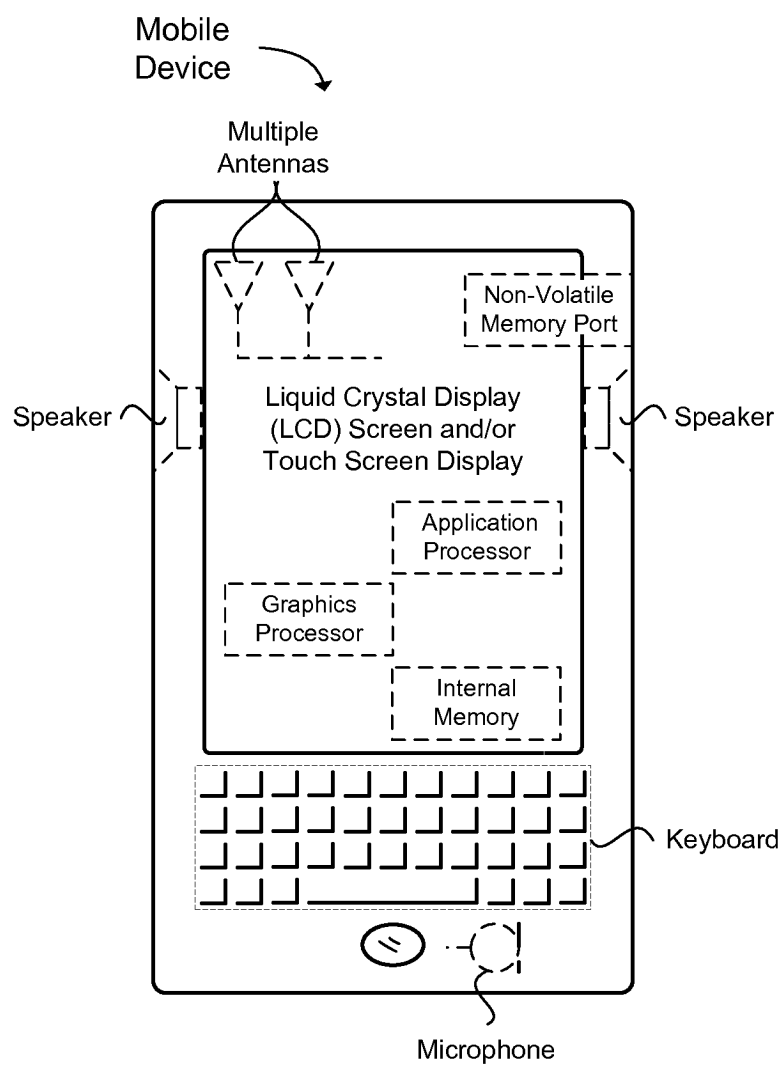 Mobile
Device
Multiple
Antennas
Non-Volatile
Memory Port
Speaker
Liquid Crystal Display
(LCD) Screen and/or
Touch Screen Display
Speaker
Application
Processor
Graphics
Processor
Internal
Memory
Keyboard
Microphone